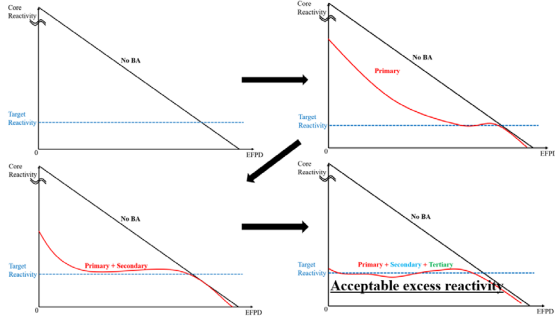 Core
Reactivity
No BA
Target
Reactivity
0
EFPD
Core
Reactivity
No BA
Primary
Target
Reactivity
0
EFPI
Core
Reactivity
No BA
Primary + Secondary
Target
Reactivity
0
EFPD
Core
Reactivity
No BA
Primary + Secondary + Tertiary
Target
Reactivity
Acceptable excess reactivity
0
EFPD